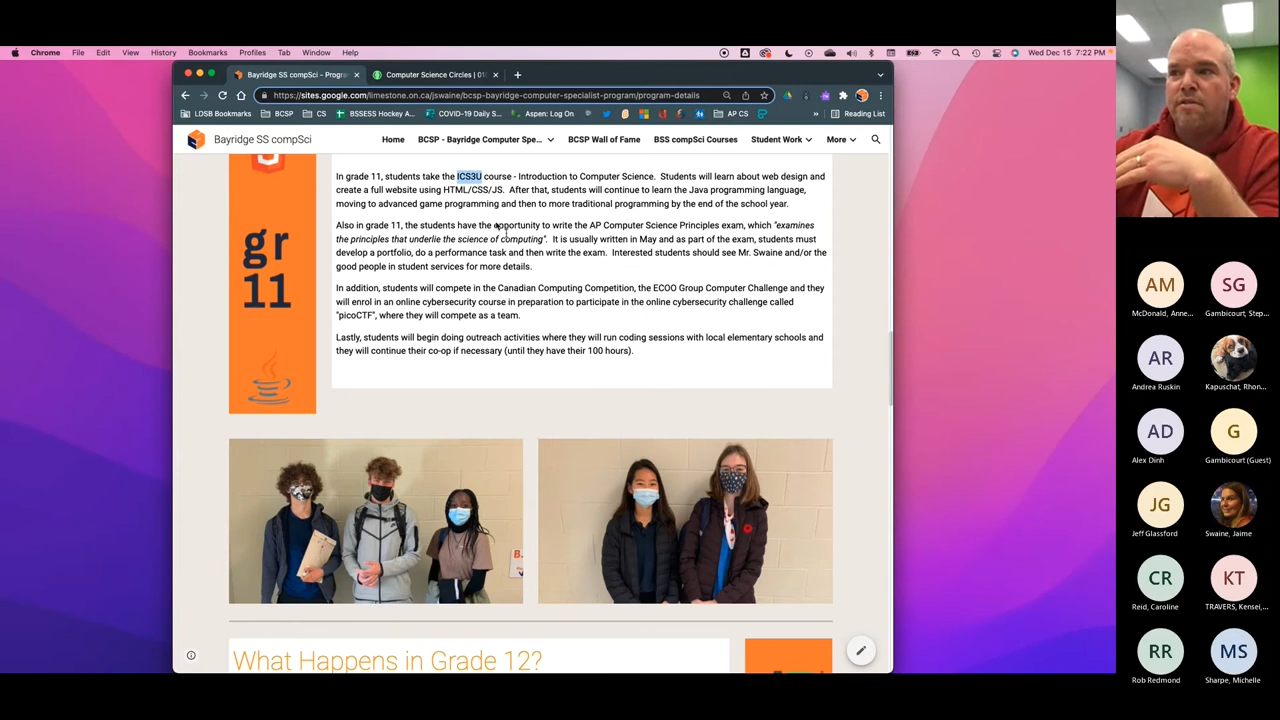 Chrome File Edit View History Bookmarks Profiles Tab Window Help Wed Dec 15 7:22 PM
Bayridge SS compSci - Progra Computer Science Circles | 01(
https://sites.google.com/limestone.on.ca/jswaine/bcsp-bayridge-computer-specialist-program/program-details
LDSB Bookmarks BCSP CS BSSESS Hockey A... COVID-19 Daily S... Aspen: Log On AP CS » Reading List
Bayridge SS compSci Home BCSP - Bayridge Computer Spe... BCSP Wall of Fame BSS compSci Courses Student Work More
In grade 11, students take the ICS3U course - Introduction to Computer Science. Students will learn about web design and
create a full website using HTML/CSS/JS. After that, students will continue to learn the Java programming language,
moving to advanced game programming and then to more traditional programming by the end of the school year.
Also in grade 11, the students have the opportunity to write the AP Computer Science Principles exam, which "examines
the principles that underlie the science of computing". It is usually written in May and as part of the exam, students must
develop a portfolio, do a performance task and then write the exam. Interested students should see Mr. Swaine and/or the
good people in student services for more details.
In addition, students will compete in the Canadian Computing Competition, the ECOO Group Computer Challenge and they
will enrol in an online cybersecurity course in preparation to participate in the online cybersecurity challenge called
"picoCTF", where they will compete as a team.
Lastly, students will begin doing outreach activities where they will run coding sessions with local elementary schools and
they will continue their co-op if necessary (until they have their 100 hours).
gr
11
What Happens in Grade 12?
AM SG
McDonald, Anne... Gambicourt, Step...
AR
Andrea Ruskin Kapuschat, Rhon...
AD G
Alex Dinh Gambicourt (Guest)
JG
Jeff Glassford Swaine, Jaime
CR KT
Reid, Caroline TRAVERS, Kensei,...
RR MS
Rob Redmond Sharpe, Michelle